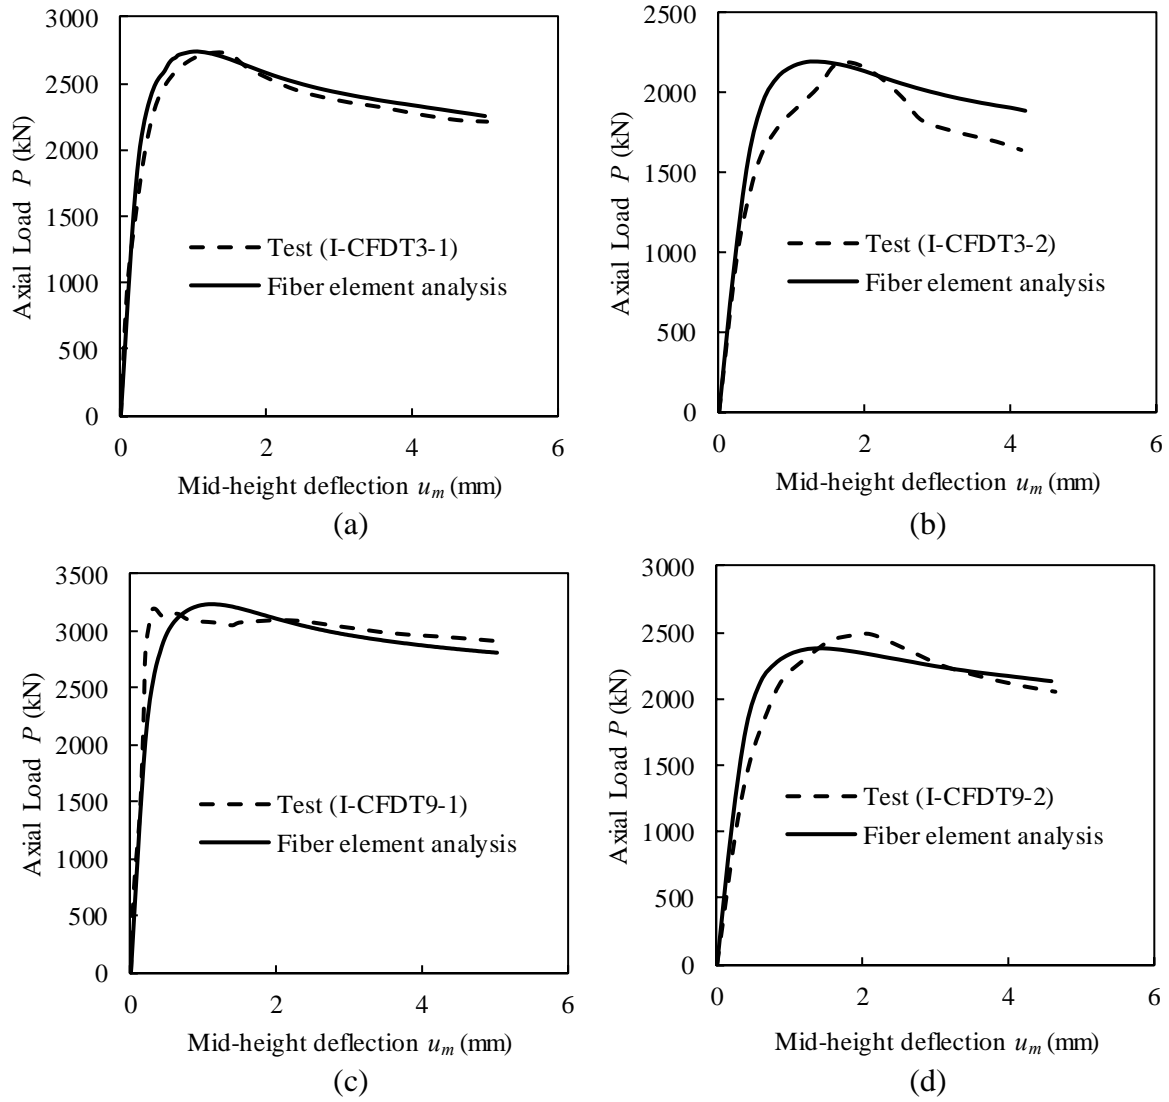 3000
2500
2000
1500
1000
500
0
Axial Load P (kN)
Test (I-CFDT3-1)
Fiber element analysis
0 2 4 6
Mid-height deflection u_m (mm)
(a)
2500
2000
1500
1000
500
0
Axial Load P (kN)
Test (I-CFDT3-2)
Fiber element analysis
0 2 4 6
Mid-height deflection u_m (mm)
(b)
3500
3000
2500
2000
1500
1000
500
0
Axial Load P (kN)
Test (I-CFDT9-1)
Fiber element analysis
0 2 4 6
Mid-height deflection u_m (mm)
(c)
3000
2500
2000
1500
1000
500
0
Axial Load P (kN)
Test (I-CFDT9-2)
Fiber element analysis
0 2 4 6
Mid-height deflection u_m (mm)
(d)